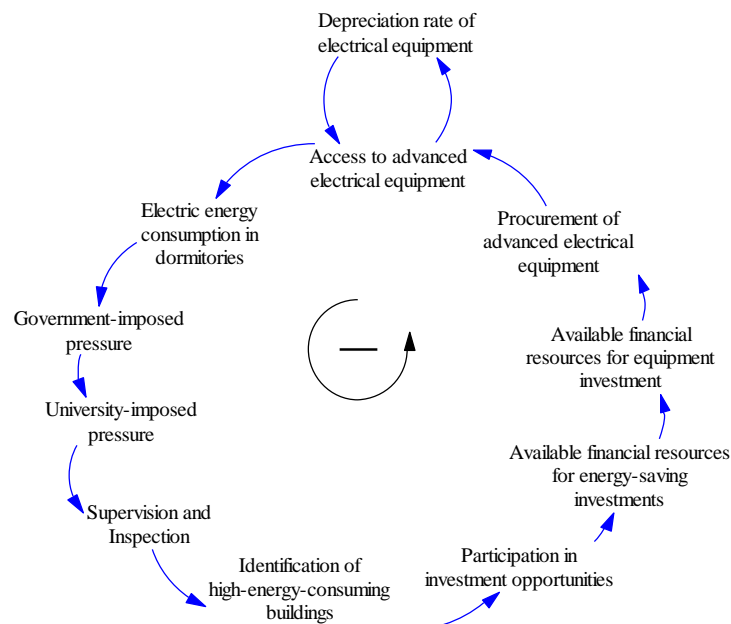 Depreciation rate of
electrical equipment
Access to advanced
electrical equipment
Electric energy
consumption in
dormitories
Procurement of
advanced electrical
equipment
Government-imposed
pressure
Available financial
resources for equipment
investment
University-imposed
pressure
Available financial resources
for energy-saving
investments
Supervision and
Inspection
Identification of
high-energy-consuming
buildings
Participation in
investment opportunities